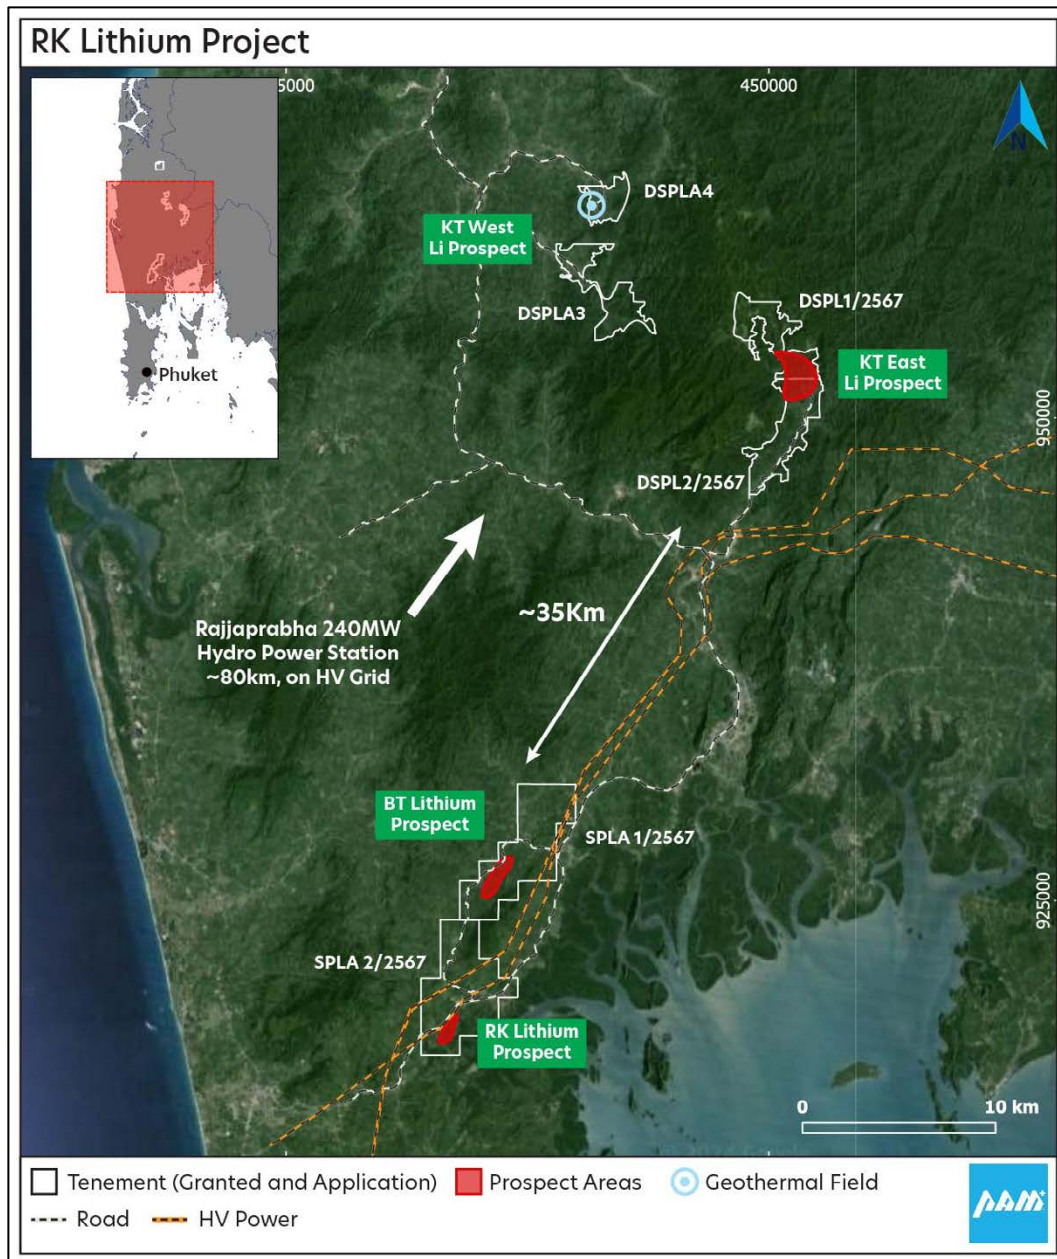 RK Lithium Project
5000
450000
N
DSPLA4
KT West
Li Prospect
DSPLA3
DSPL1/2567
KT East
Li Prospect
Phuket
950000
DSPL2/2567
~35Km
Rajjaprabha 240MW
Hydro Power Station
~80km, on HV Grid
BT Lithium
Prospect
SPLA 1/2567
925000
SPLA 2/2567
RK Lithium
Prospect
0 10 km
Tenement (Granted and Application) Prospect Areas Geothermal Field
Road HV Power
PAM